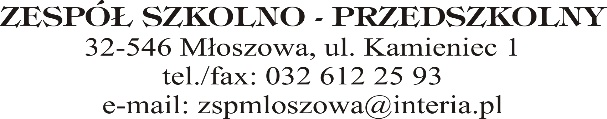 ZESPÓŁ SZKOLNO - PRZEDSZKOLNY
32-546 Młoszowa, ul. Kamieniec 1
tel./fax: 032 612 25 93
e-mail: zspmloszowa@interia.pl